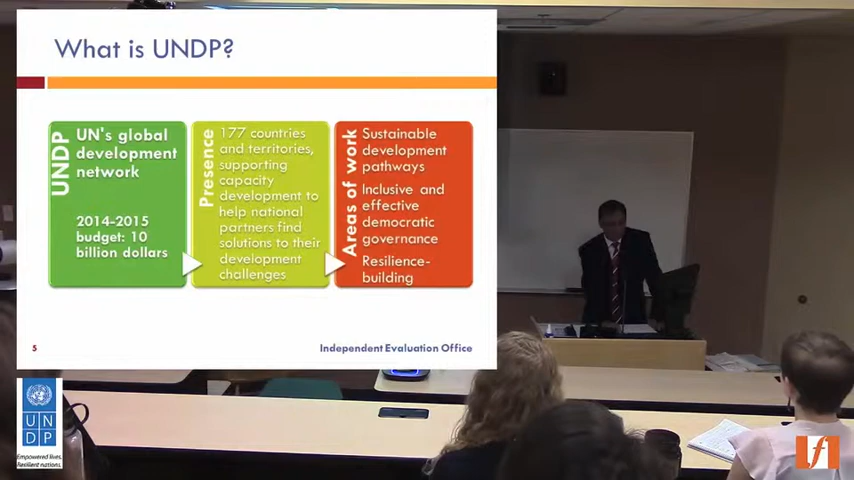 What is UNDP?
UNDP
UN's global
development
network
2014-2015
budget: 10
billion dollars
Presence
177 countries
and territories,
supporting
capacity
development to
help national
partners find
solutions to their
development
challenges
Areas of work
Sustainable
development
pathways
Inclusive and
effective
democratic
governance
Resilience-
building
5
Independent Evaluation Office
U N
D P
Empowered lives.
Resilient nations.